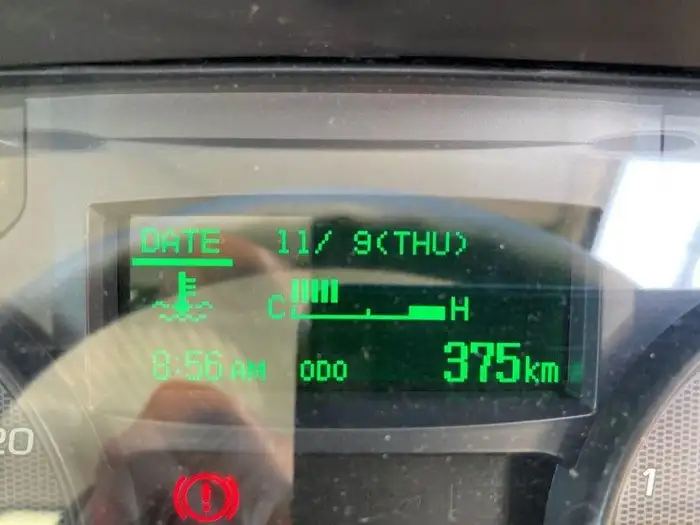 DATE 11/ 9(THU)
C H
8:56 AM ODO 375km
20
1